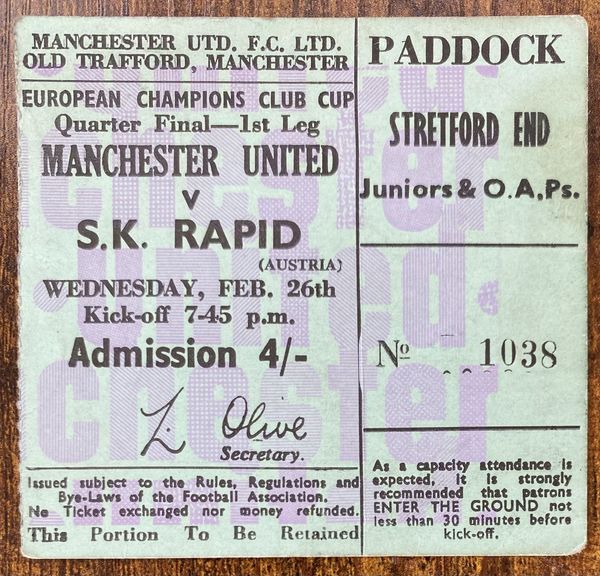 MANCHESTER UTD. F.C. LTD.
OLD TRAFFORD, MANCHESTER
EUROPEAN CHAMPIONS CLUB CUP
Quarter Final—1st Leg
MANCHESTER UNITED
V
S.K. RAPID
(AUSTRIA)
WEDNESDAY, FEB. 26th
Kick-off 7-45 p.m.
Admission 4/-
L. Olive
Secretary.
Issued subject to the Rules, Regulations and
Bye-Laws of the Football Association.
No Ticket exchanged nor money refunded.
This Portion To Be Retained
PADDOCK
STRETFORD END
Juniors & O.A.Ps.
Nº 1038
As a capacity attendance is
expected, it is strongly
recommended that patrons
ENTER THE GROUND not
less than 30 minutes before
kick-off.